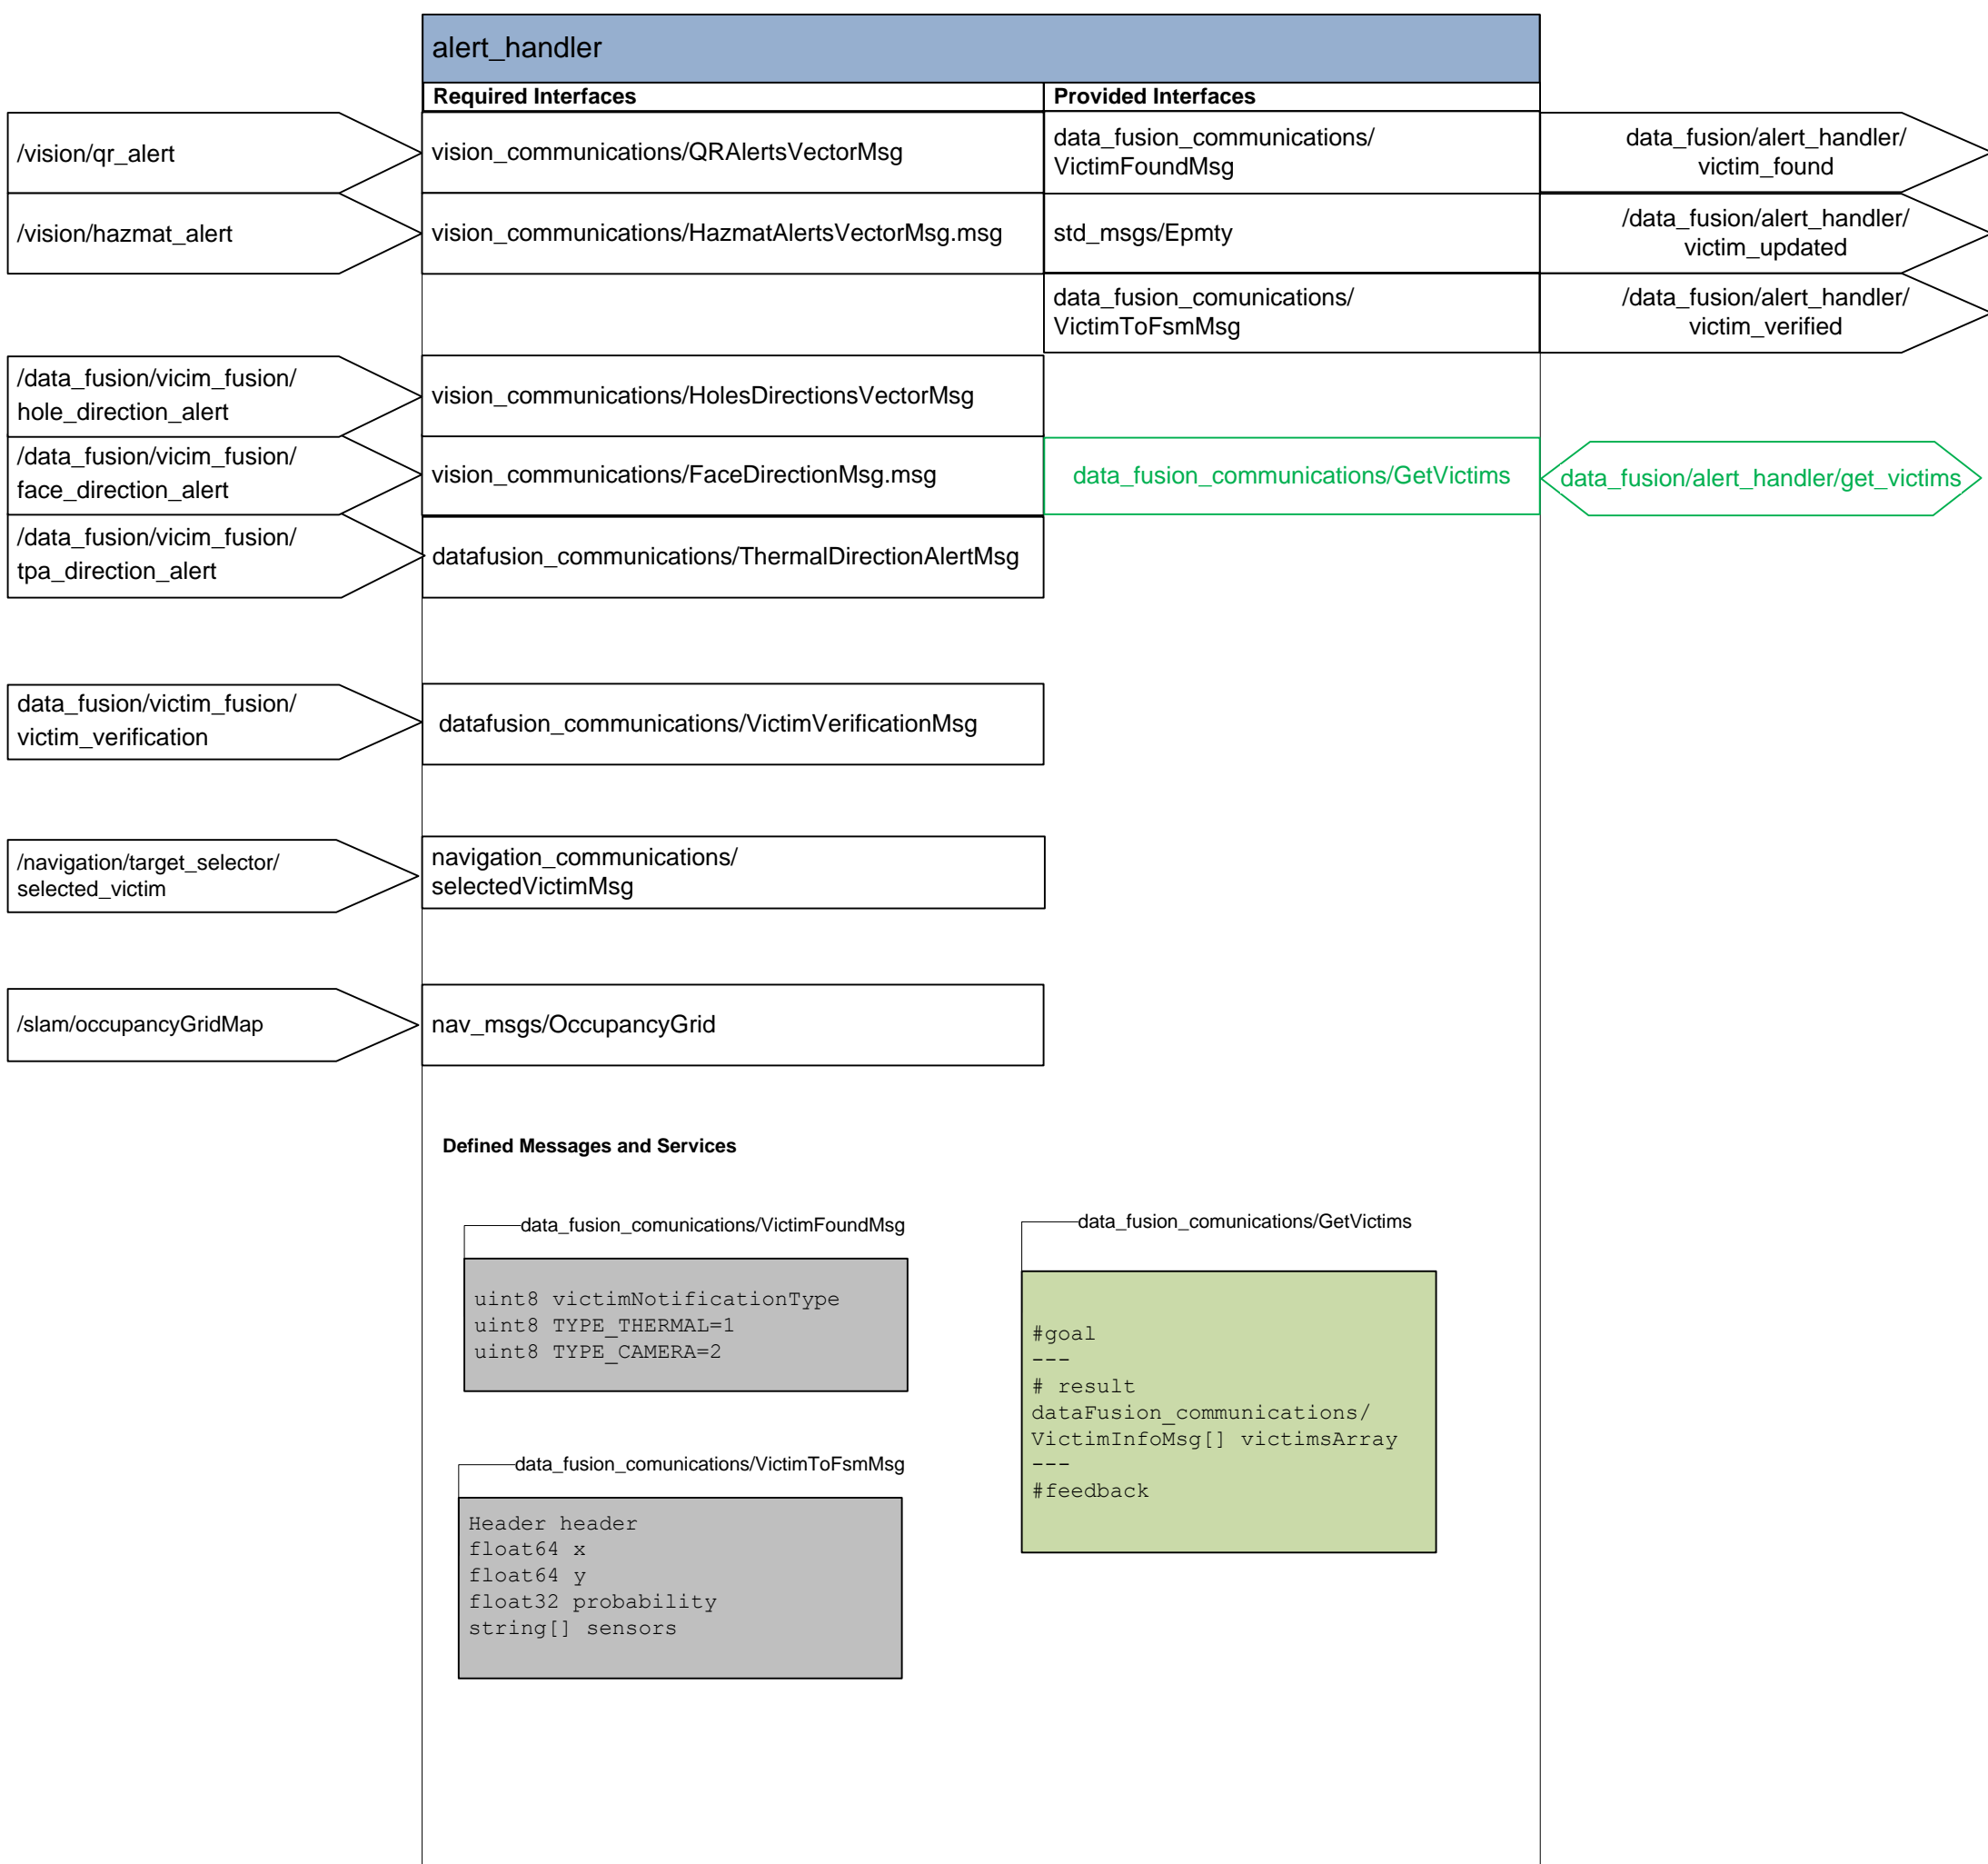 alert_handler
Required Interfaces
Provided Interfaces
/vision/qr_alert
vision_communications/QRAlertsVectorMsg
data_fusion_communications/
VictimFoundMsg
data_fusion/alert_handler/
victim_found
/vision/hazmat_alert
vision_communications/HazmatAlertsVectorMsg.msg
std_msgs/Epmty
/data_fusion/alert_handler/
victim_updated
data_fusion_comunications/
VictimToFsmMsg
/data_fusion/alert_handler/
victim_verified
/data_fusion/vicim_fusion/
hole_direction_alert
vision_communications/HolesDirectionsVectorMsg
/data_fusion/vicim_fusion/
face_direction_alert
vision_communications/FaceDirectionMsg.msg
data_fusion_communications/GetVictims
data_fusion/alert_handler/get_victims
/data_fusion/vicim_fusion/
tpa_direction_alert
datafusion_communications/ThermalDirectionAlertMsg
data_fusion/victim_fusion/
victim_verification
datafusion_communications/VictimVerificationMsg
/navigation/target_selector/
selected_victim
navigation_communications/
selectedVictimMsg
/slam/occupancyGridMap
nav_msgs/OccupancyGrid
Defined Messages and Services
data_fusion_comunications/VictimFoundMsg
uint8 victimNotificationType
uint8 TYPE_THERMAL=1
uint8 TYPE_CAMERA=2
data_fusion_comunications/GetVictims
#goal
---
# result
dataFusion_communications/
VictimInfoMsg[] victimsArray
---
#feedback
data_fusion_comunications/VictimToFsmMsg
Header header
float64 x
float64 y
float32 probability
string[] sensors